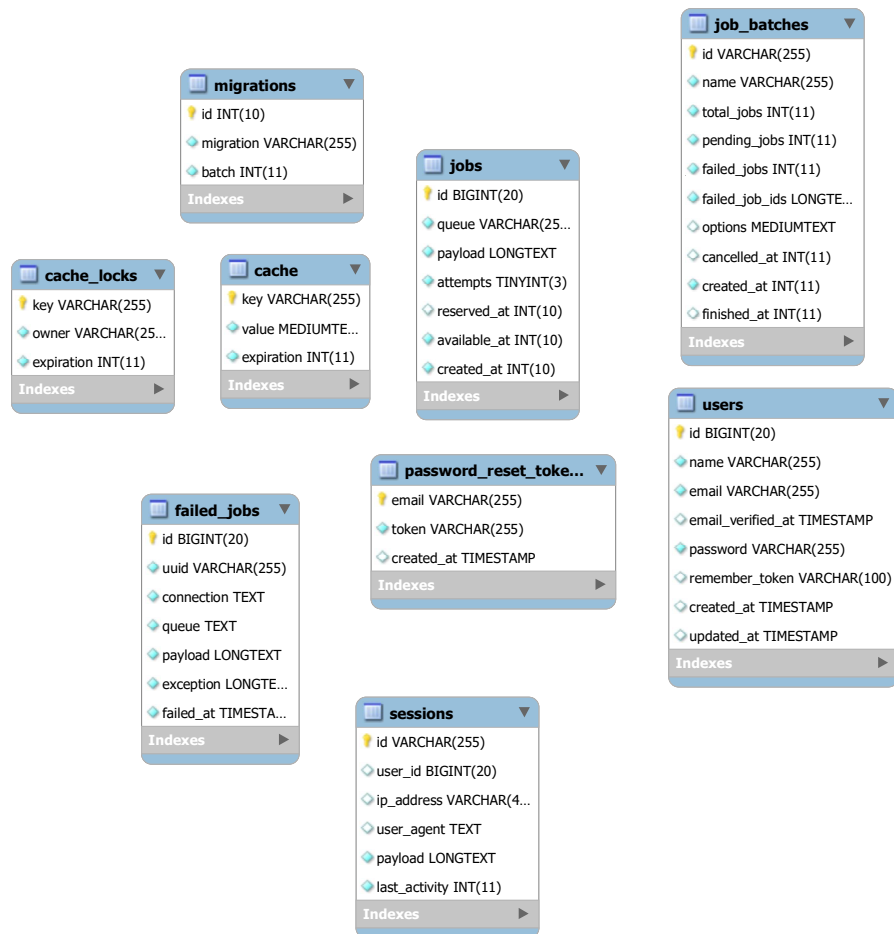 job_batches
id VARCHAR(255)
name VARCHAR(255)
total_jobs INT(11)
pending_jobs INT(11)
failed_jobs INT(11)
failed_job_ids LONGTE...
options MEDIUMTEXT
cancelled_at INT(11)
created_at INT(11)
finished_at INT(11)
Indexes
migrations
id INT(10)
migration VARCHAR(255)
batch INT(11)
Indexes
jobs
id BIGINT(20)
queue VARCHAR(25...
payload LONGTEXT
attempts TINYINT(3)
reserved_at INT(10)
available_at INT(10)
created_at INT(10)
Indexes
cache_locks
key VARCHAR(255)
owner VARCHAR(25...
expiration INT(11)
Indexes
cache
key VARCHAR(255)
value MEDIUMTE...
expiration INT(11)
Indexes
users
id BIGINT(20)
name VARCHAR(255)
email VARCHAR(255)
email_verified_at TIMESTAMP
password VARCHAR(255)
remember_token VARCHAR(100)
created_at TIMESTAMP
updated_at TIMESTAMP
Indexes
password_reset_toke...
email VARCHAR(255)
token VARCHAR(255)
created_at TIMESTAMP
Indexes
failed_jobs
id BIGINT(20)
uuid VARCHAR(255)
connection TEXT
queue TEXT
payload LONGTEXT
exception LONGTE...
failed_at TIMESTA...
Indexes
sessions
id VARCHAR(255)
user_id BIGINT(20)
ip_address VARCHAR(4...
user_agent TEXT
payload LONGTEXT
last_activity INT(11)
Indexes